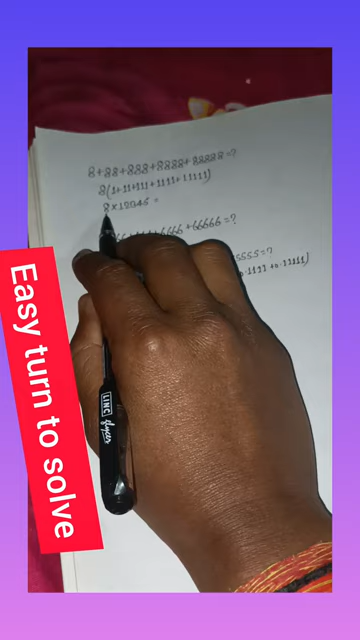 8+88+888+8888+88888=?
8(1+11+111+1111+11111)
8×12345=
+6666+66666=?
5555=?
Easy turn to solve
LINC
glycer